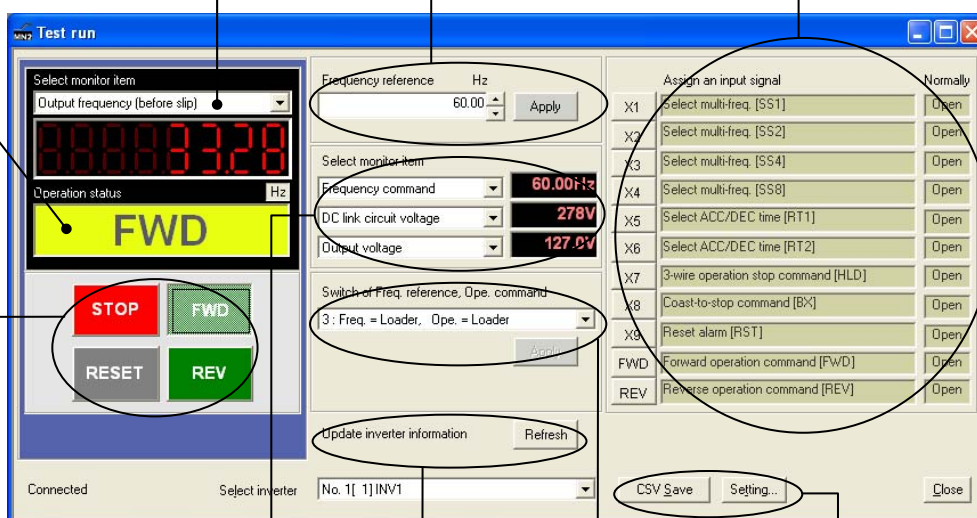 Test run
Select monitor item
Output frequency (before slip)
33.28
Operation status Hz
FWD
STOP FWD
RESET REV
Frequency reference Hz
60.00 Apply
Select monitor item
Frequency command 60.00Hz
DC link circuit voltage 278V
Output voltage 127.0V
Switch of Freq. reference, Ope. command
3 : Freq. = Loader, Ope. = Loader
Apply
Update inverter information Refresh
Assign an input signal Normally
X1 Select multi-freq. [SS1] Open
X2 Select multi-freq. [SS2] Open
X3 Select multi-freq. [SS4] Open
X4 Select multi-freq. [SS8] Open
X5 Select ACC/DEC time [RT1] Open
X6 Select ACC/DEC time [RT2] Open
X7 3-wire operation stop command [HLD] Open
X8 Coast-to-stop command [BX] Open
X9 Reset alarm [RST] Open
FWD Forward operation command [FWD] Open
REV Reverse operation command [REV] Open
Connected Select inverter No. 1[ 1] INV1 CSV Save Setting... Close